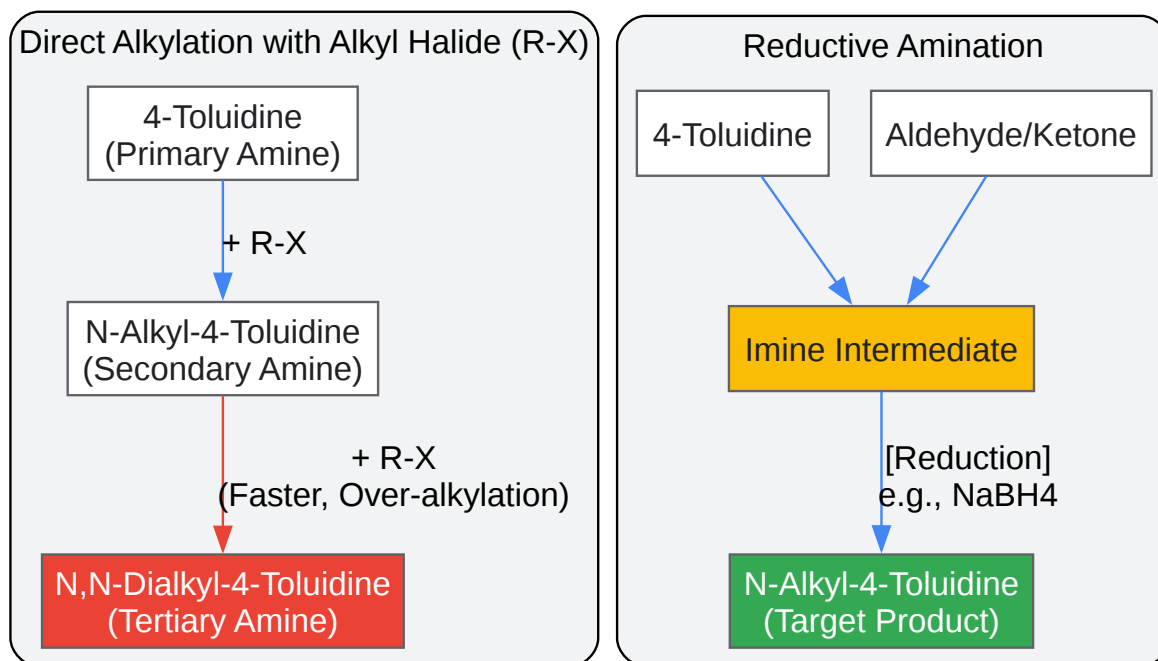 Direct Alkylation with Alkyl Halide (R-X)
4-Toluidine
(Primary Amine)
+ R-X
N-Alkyl-4-Toluidine
(Secondary Amine)
+ R-X
(Faster, Over-alkylation)
N,N-Dialkyl-4-Toluidine
(Tertiary Amine)
Reductive Amination
4-Toluidine
Aldehyde/Ketone
Imine Intermediate
[Reduction]
e.g., NaBH4
N-Alkyl-4-Toluidine
(Target Product)